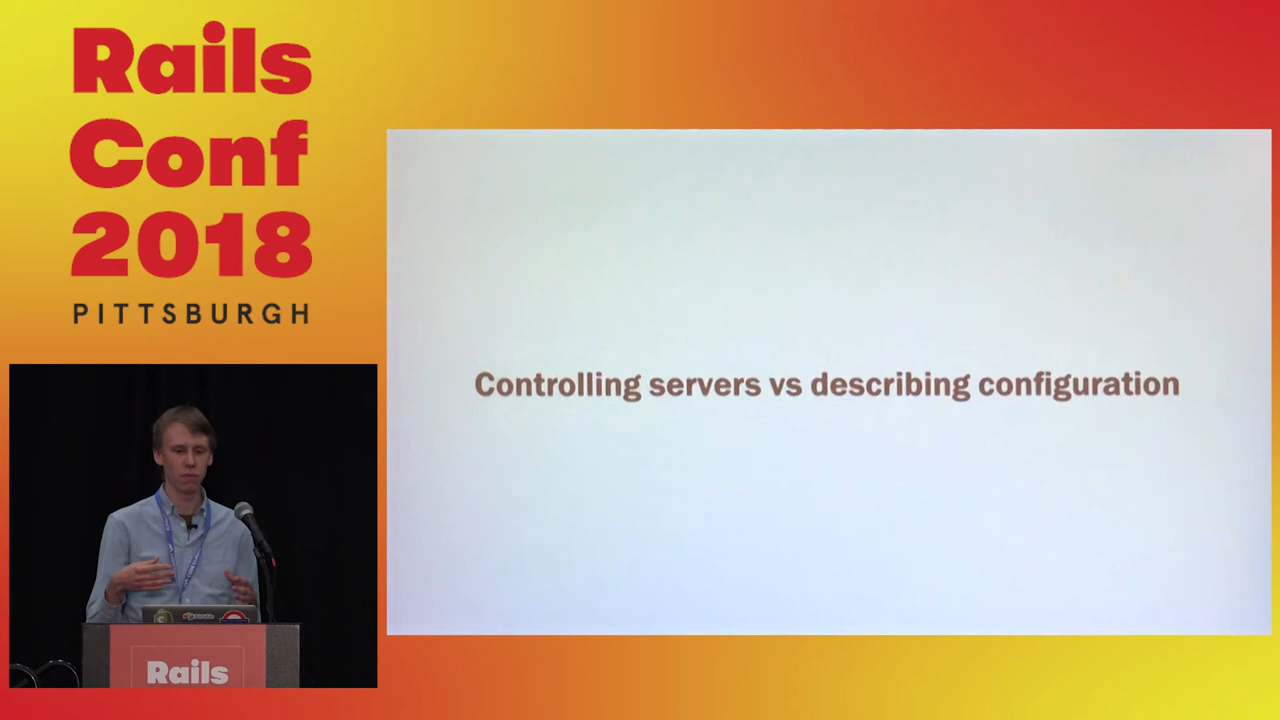 Rails
Conf
2018
PITTSBURGH
Controlling servers vs describing configuration
Rails